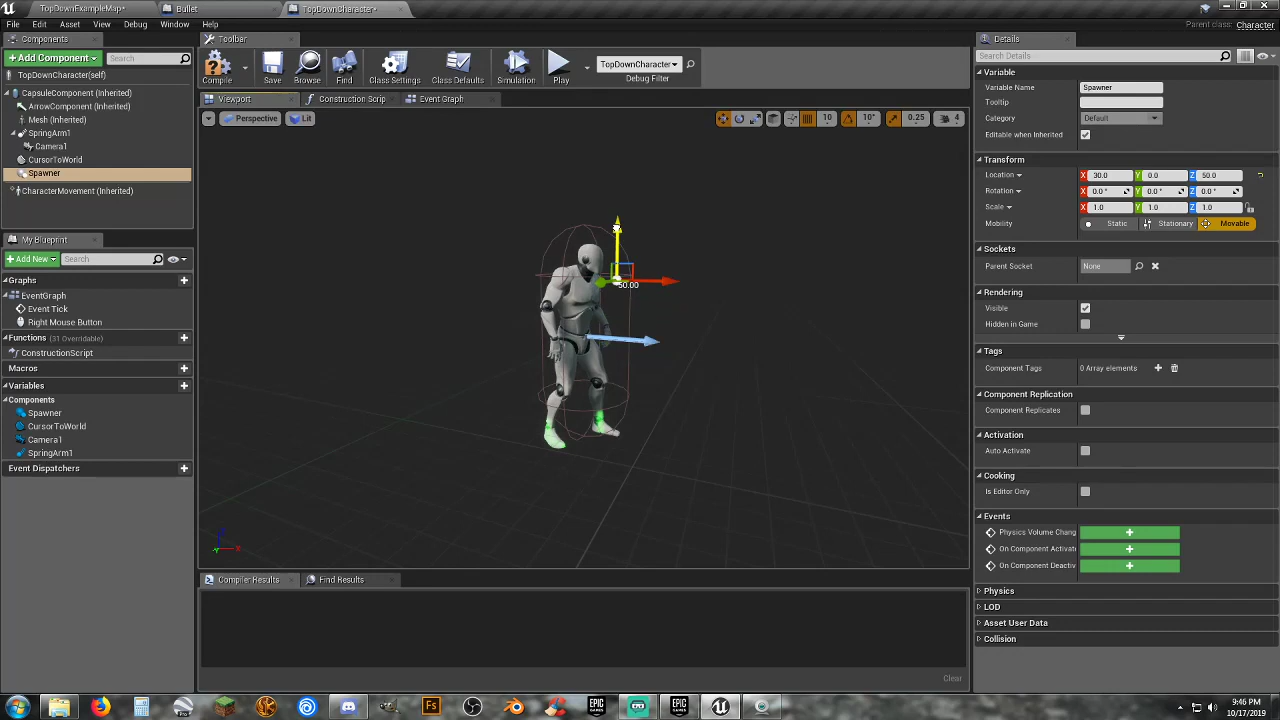 TopDownExampleMap*
Bullet
TopDownCharacter*
File Edit Asset View Debug Window Help
Parent class: Character
Components
Add Component
Search
TopDownCharacter(self)
CapsuleComponent (Inherited)
ArrowComponent (Inherited)
Mesh (Inherited)
SpringArm1
Camera1
CursorToWorld
Spawner
CharacterMovement (Inherited)
My Blueprint
Add New
Search
Graphs
EventGraph
Event Tick
Right Mouse Button
Functions (31 Overridable)
ConstructionScript
Macros
Variables
Components
Spawner
CursorToWorld
Camera1
SpringArm1
Event Dispatchers
Toolbar
Compile
Save
Browse
Find
Class Settings
Class Defaults
Simulation
Play
TopDownCharacter
Debug Filter
Viewport
Construction Scrip
Event Graph
Perspective
Lit
10
10°
0.25
4
50.00
X
Compiler Results
Find Results
Clear
Details
Search Details
Variable
Variable Name Spawner
Tooltip
Category Default
Editable when Inherited
Transform
Location X 30.0 Y 0.0 Z 50.0
Rotation X 0.0 ° Y 0.0 ° Z 0.0 °
Scale X 1.0 Y 1.0 Z 1.0
Mobility Static Stationary Movable
Sockets
Parent Socket None
Rendering
Visible
Hidden in Game
Tags
Component Tags 0 Array elements
Component Replication
Component Replicates
Activation
Auto Activate
Cooking
Is Editor Only
Events
Physics Volume Chang
On Component Activat
On Component Deactiv
Physics
LOD
Asset User Data
Collision
Fs
EPIC GAMES
EPIC GAMES
9:46 PM
10/17/2019